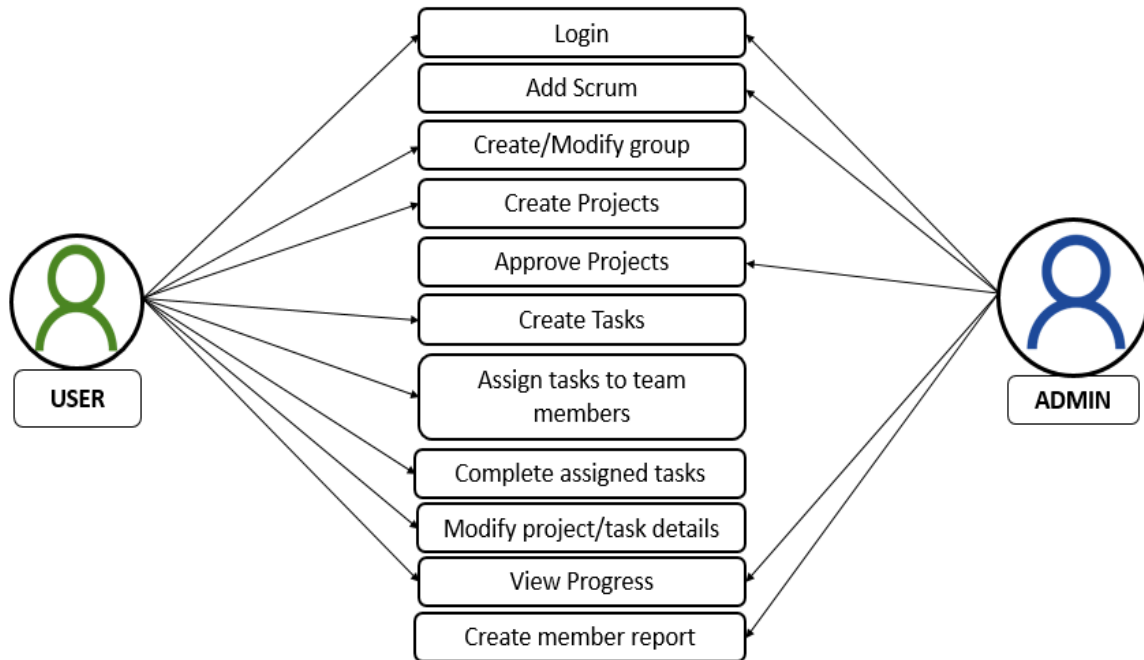 Login
Add Scrum
Create/Modify group
Create Projects
Approve Projects
Create Tasks
Assign tasks to team
members
Complete assigned tasks
Modify project/task details
View Progress
Create member report
USER
ADMIN